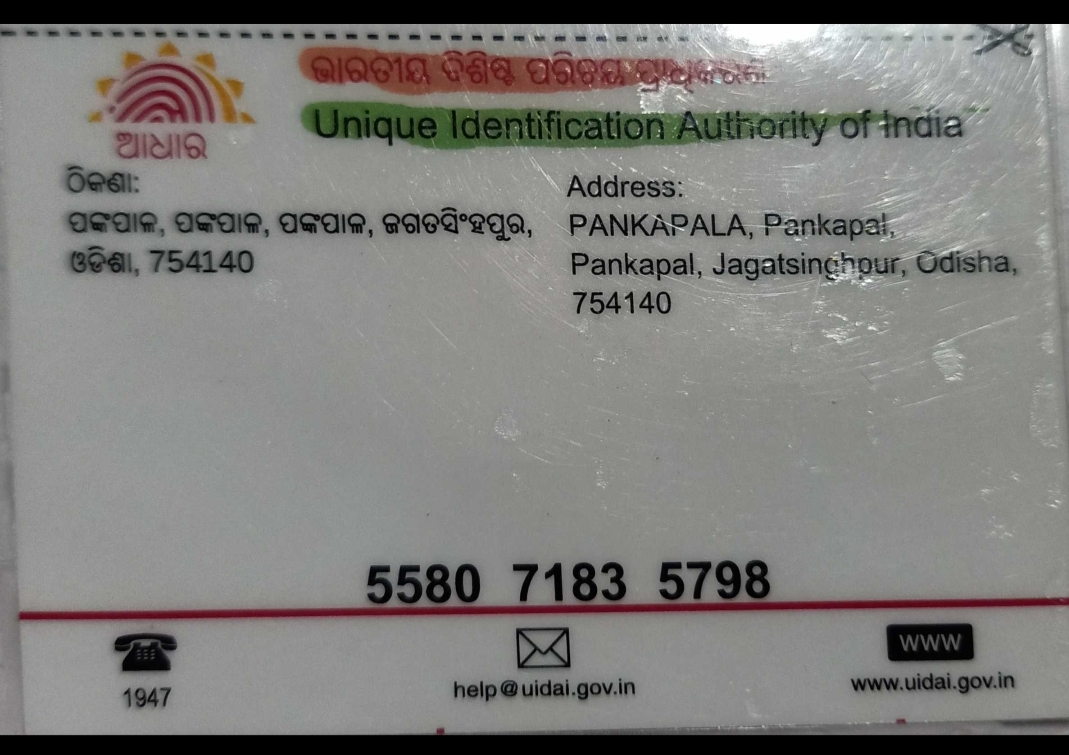 ଭାରତୀୟ ବିଶିଷ୍ଟ ପରିଚୟ ପ୍ରାଧିକରଣ
Unique Identification Authority of India
ଆଧାର
ଠିକଣା:
ପଙ୍କପାଳ, ପଙ୍କପାଳ, ପଙ୍କପାଳ, ଜଗତସିଂହପୁର,
ଓଡିଶା, 754140
Address:
PANKAPALA, Pankapal,
Pankapal, Jagatsinghpur, Odisha,
754140
5580 7183 5798
1947
help@uidai.gov.in
www
www.uidai.gov.in